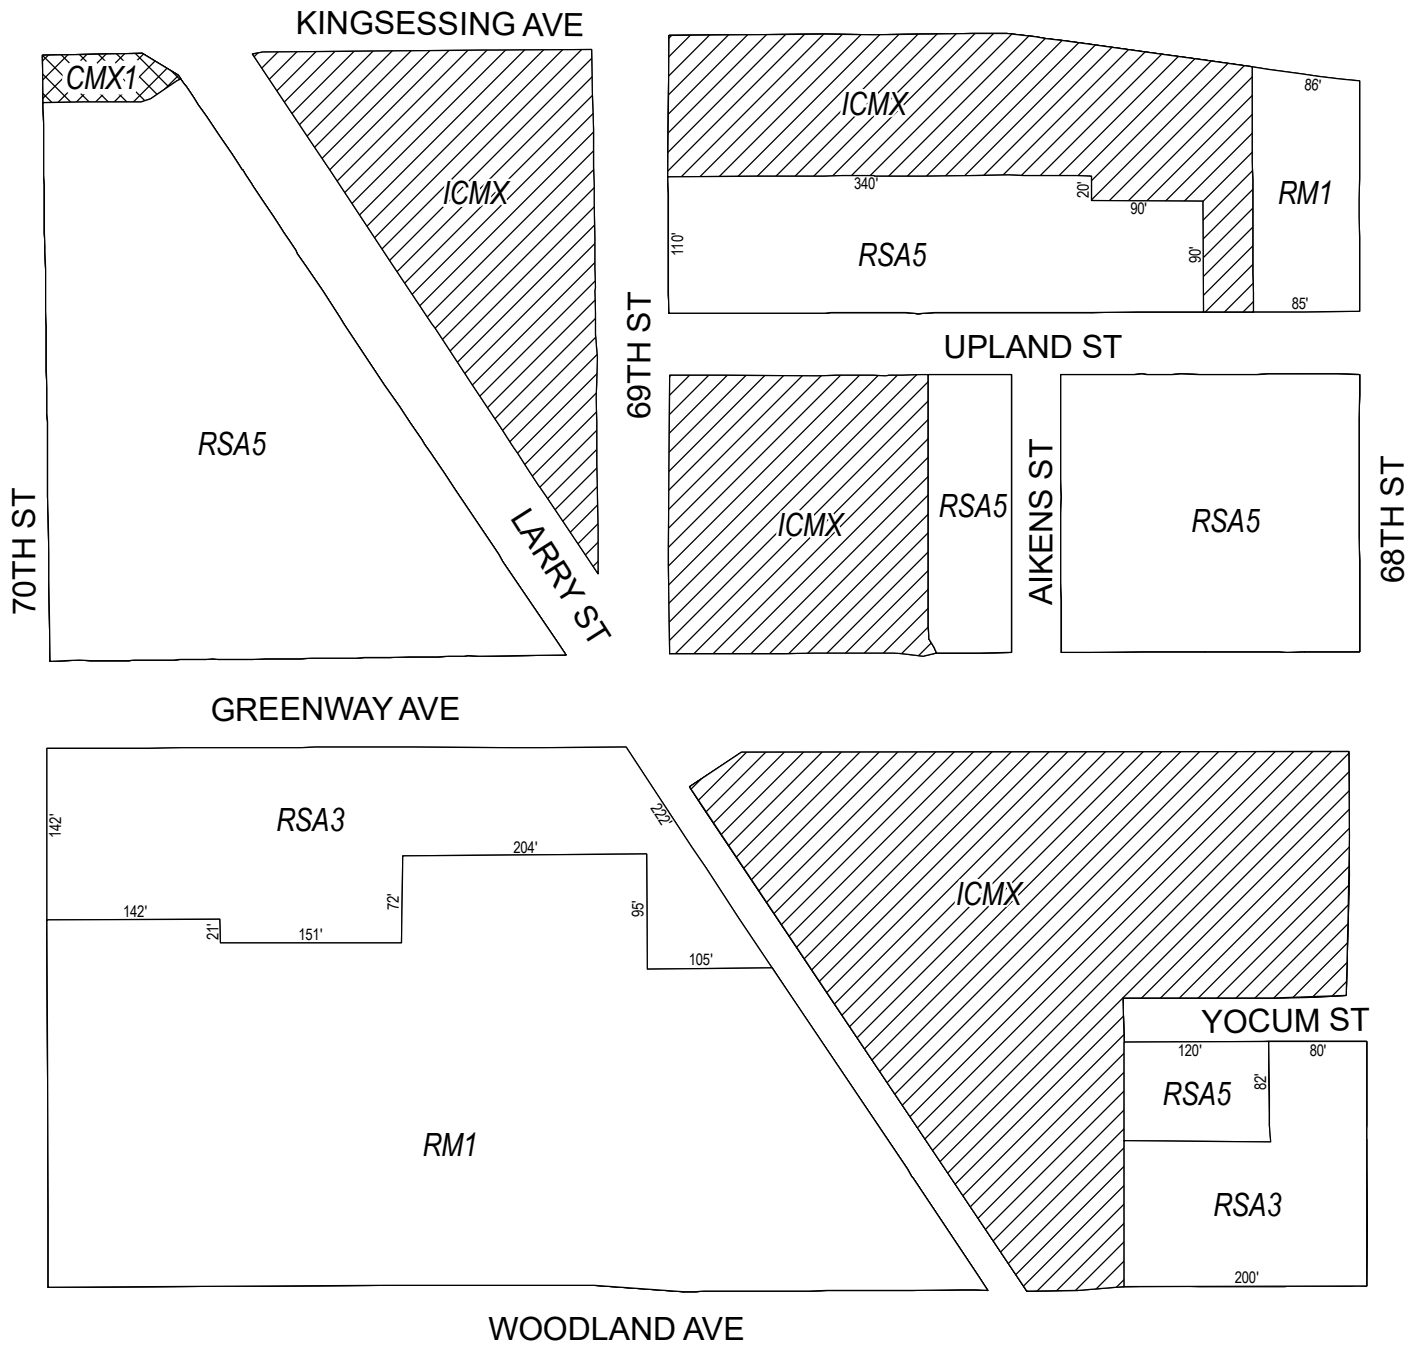 KINGSESSING AVE
CMX1
ICMX
86'
ICMX
340'
20'
90'
RM1
110'
RSA5
90'
85'
69TH ST
UPLAND ST
RSA5
70TH ST
LARRY ST
ICMX
RSA5
AIKENS ST
RSA5
68TH ST
GREENWAY AVE
142'
RSA3
222'
204'
72'
95'
142'
21'
151'
105'
ICMX
YOCUM ST
120'
80'
82'
RSA5
RM1
RSA3
200'
WOODLAND AVE